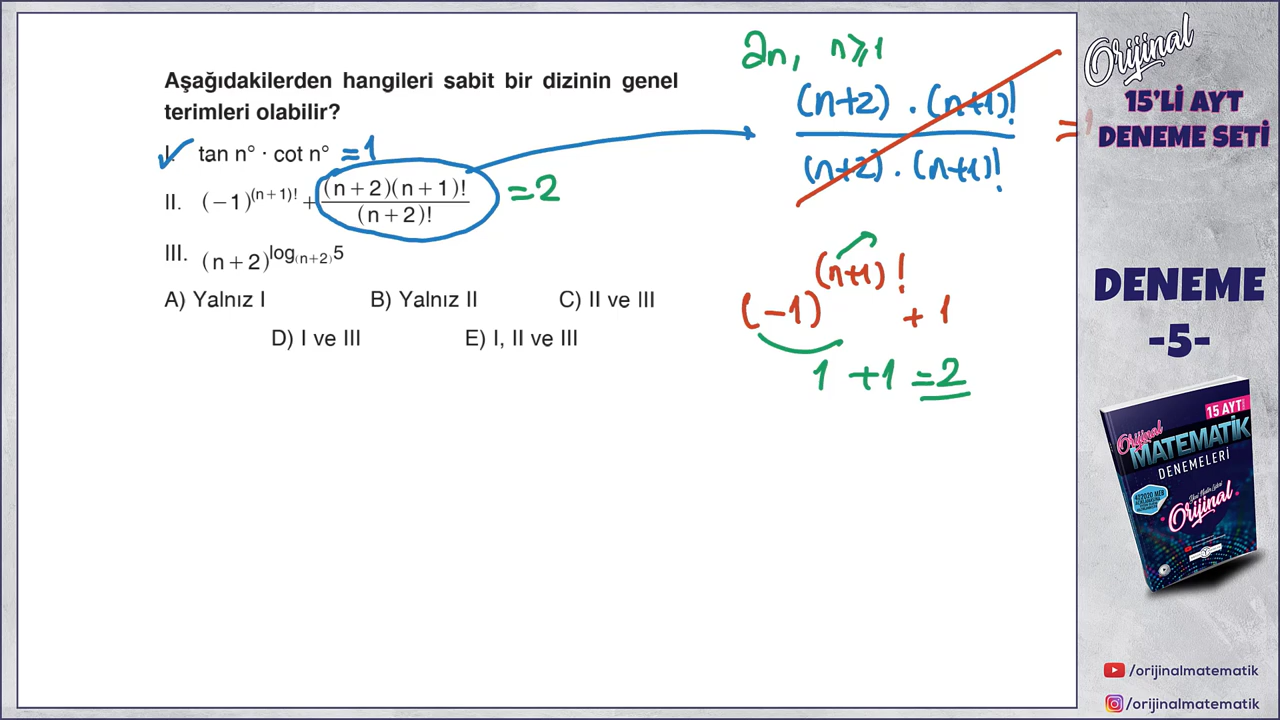 Aşağıdakilerden hangileri sabit bir dizinin genel
terimleri olabilir?
I. tan n° · cot n° = 1
II. (−1)^(n+1)! + (n+2)(n+1)! / (n+2)! = 2
III. (n+2)^log(n+2)5
A) Yalnız I B) Yalnız II C) II ve III
D) I ve III E) I, II ve III
an, n≥1
(n+2) · (n+1)!
(n+2) · (n+1)!
= 1
(−1)^(n+1)! + 1
1 + 1 = 2
Orijinal
15'Lİ AYT
DENEME SETİ
DENEME
-5-
15 AYT
Orijinal
MATEMATİK
DENEMELERİ
Orijinal
/orijinalmatematik
/orijinalmatematik